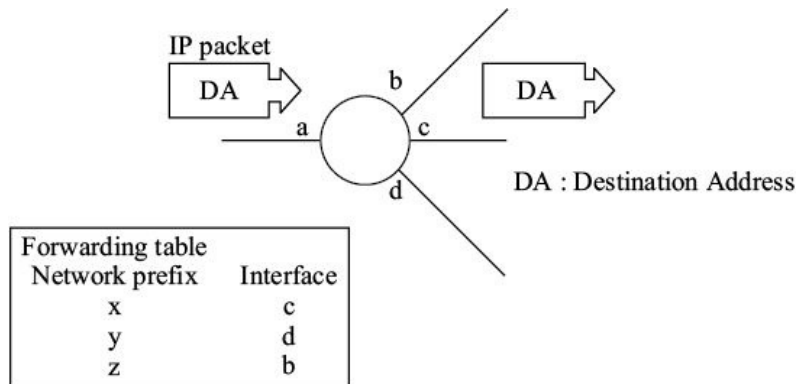 IP packet
DA
DA
b
a
c
d
DA : Destination Address
Forwarding table
Network prefix Interface
x c
y d
z b